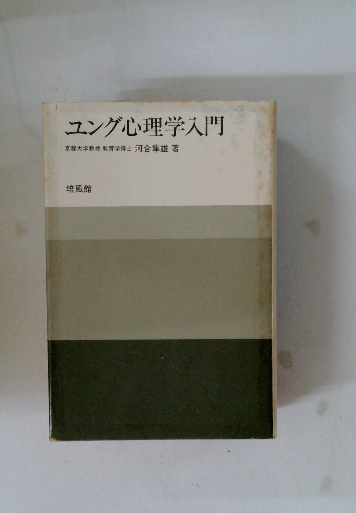 ユング心理学入門
京都大学教授・教育学博士 河合隼雄 著
培風館